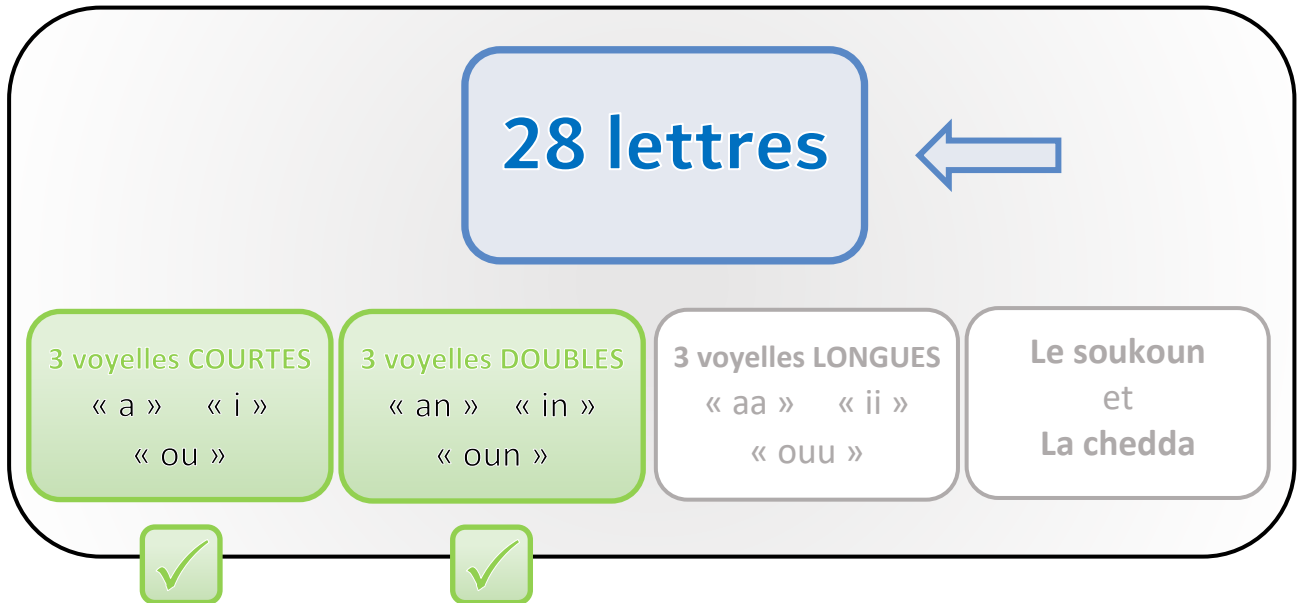 28 lettres
3 voyelles COURTES
« a » « i »
« ou »
3 voyelles DOUBLES
« an » « in »
« oun »
3 voyelles LONGUES
« aa » « ii »
« ouu »
Le soukoun
et
La chedda